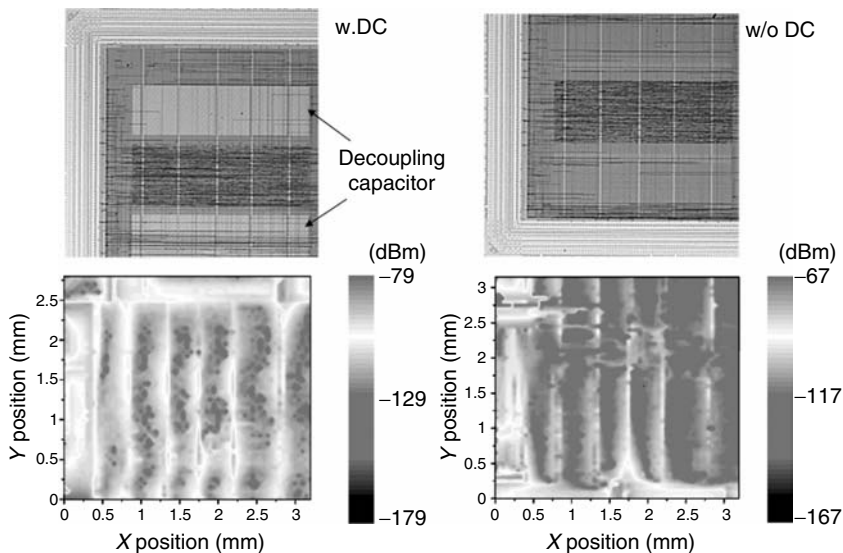 w.DC
w/o DC
Decoupling
capacitor
(dBm)
–79
–129
–179
(dBm)
–67
–117
–167
Y position (mm)
2.5
2
1.5
1
0.5
0
0 0.5 1 1.5 2 2.5 3
X position (mm)
Y position (mm)
3
2.5
2
1.5
1
0.5
0
0 0.5 1 1.5 2 2.5 3
X position (mm)